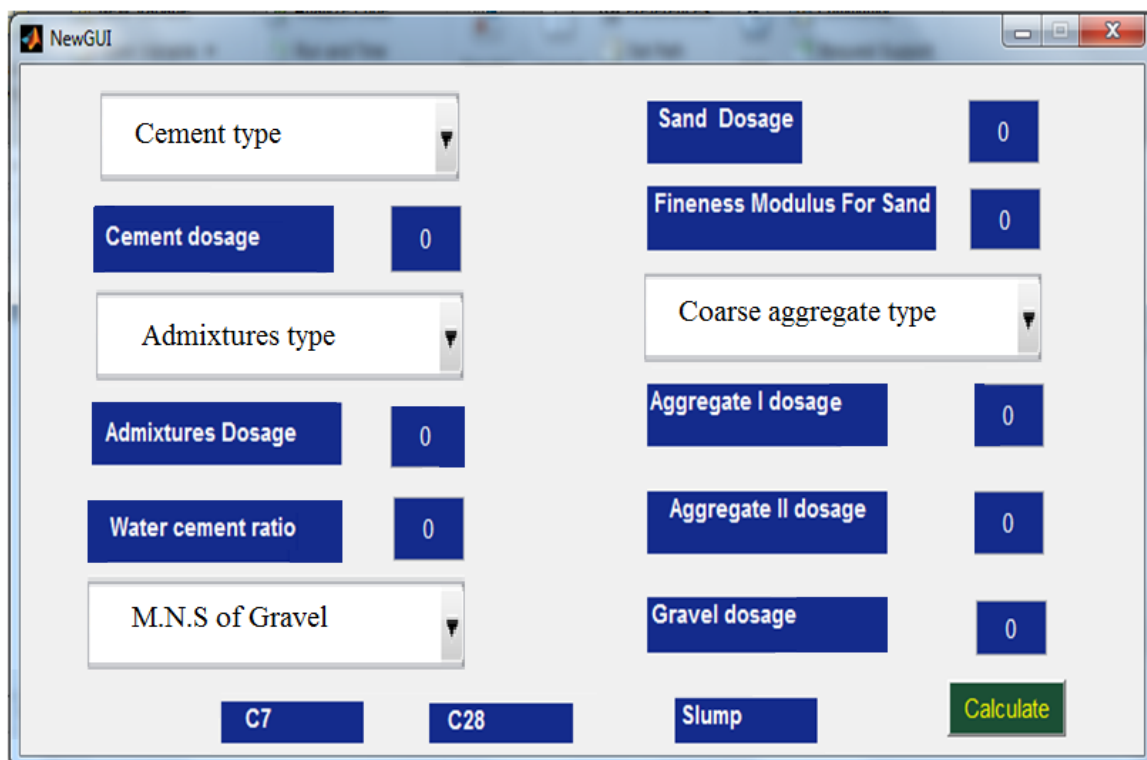 NewGUI
Cement type
Cement dosage 0
Admixtures type
Admixtures Dosage 0
Water cement ratio 0
M.N.S of Gravel
Sand Dosage 0
Fineness Modulus For Sand 0
Coarse aggregate type
Aggregate I dosage 0
Aggregate II dosage 0
Gravel dosage 0
C7 C28 Slump Calculate